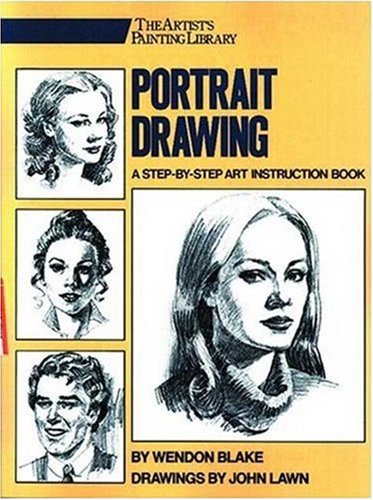 THE ARTIST'S
PAINTING LIBRARY
PORTRAIT
DRAWING
A STEP-BY-STEP ART INSTRUCTION BOOK
BY WENDON BLAKE
DRAWINGS BY JOHN LAWN